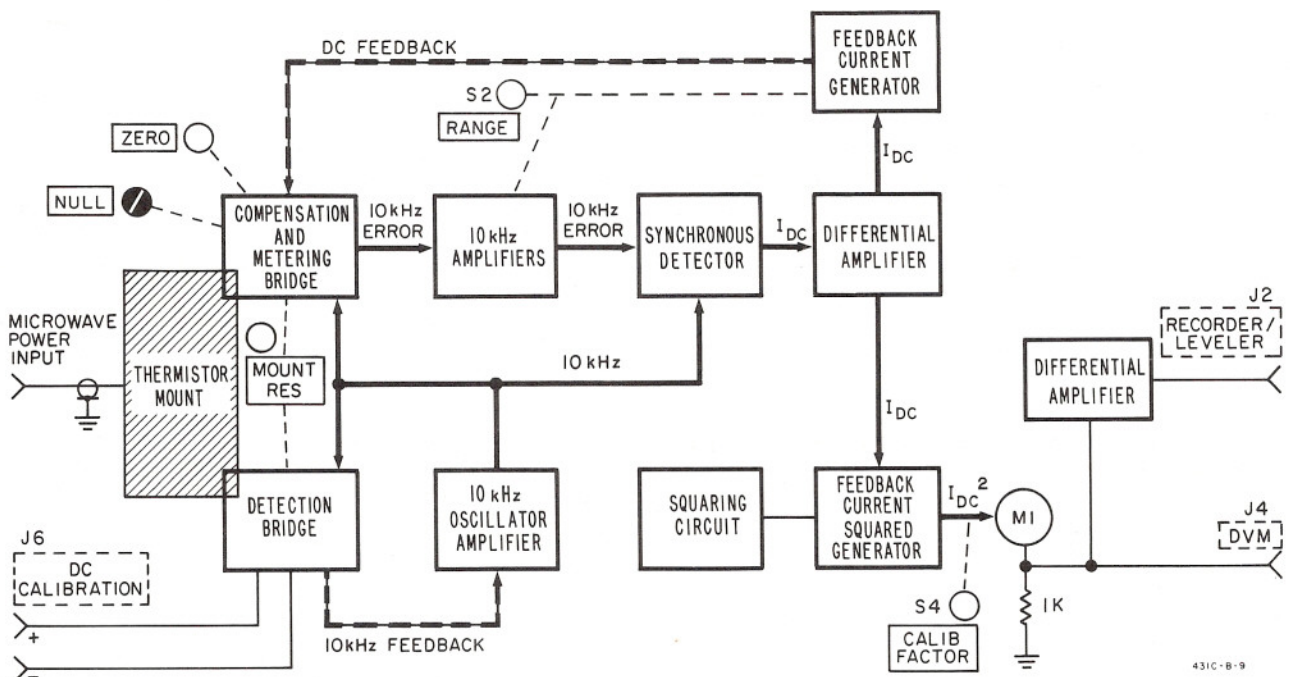 DC FEEDBACK
FEEDBACK
CURRENT
GENERATOR
S2
RANGE
ZERO
NULL
I DC
COMPENSATION
AND
METERING
BRIDGE
10 kHz
ERROR
10 kHz
AMPLIFIERS
10 kHz
ERROR
SYNCHRONOUS
DETECTOR
I DC
DIFFERENTIAL
AMPLIFIER
MICROWAVE
POWER
INPUT
THERMISTOR
MOUNT
MOUNT
RES
10 kHz
J2
RECORDER/
LEVELER
DIFFERENTIAL
AMPLIFIER
I DC
DETECTION
BRIDGE
10 kHz
OSCILLATOR
AMPLIFIER
SQUARING
CIRCUIT
FEEDBACK
CURRENT
SQUARED
GENERATOR
I DC ²
M1
J4
DVM
J6
DC
CALIBRATION
+
−
10 kHz FEEDBACK
S4
CALIB
FACTOR
1K
431C-B-9